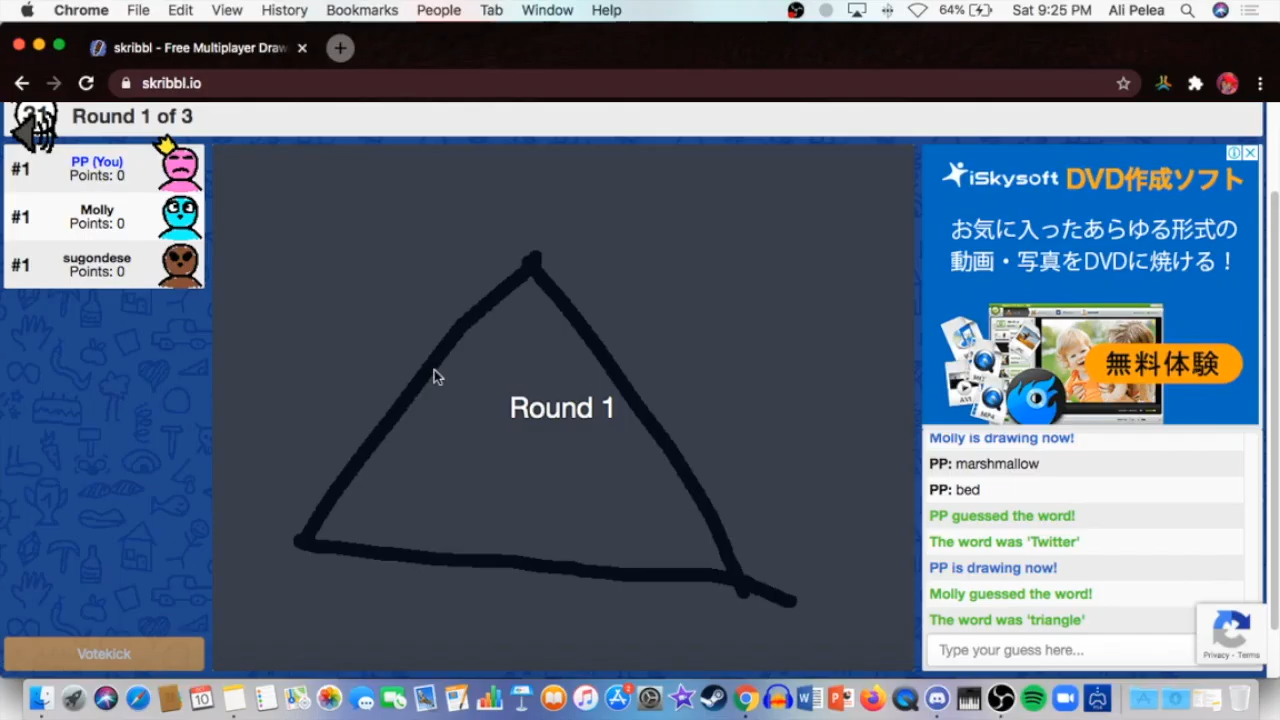 Chrome File Edit View History Bookmarks People Tab Window Help 64% Sat 9:25 PM Ali Pelea
skribbl - Free Multiplayer Draw
skribbl.io
Round 1 of 3
#1 PP (You)
Points: 0
#1 Molly
Points: 0
#1 sugondese
Points: 0
Votekick
Round 1
iSkysoft DVD作成ソフト
お気に入ったあらゆる形式の
動画・写真をDVDに焼ける！
無料体験
Molly is drawing now!
PP: marshmallow
PP: bed
PP guessed the word!
The word was 'Twitter'
PP is drawing now!
Molly guessed the word!
The word was 'triangle'
Type your guess here...
Privacy - Terms